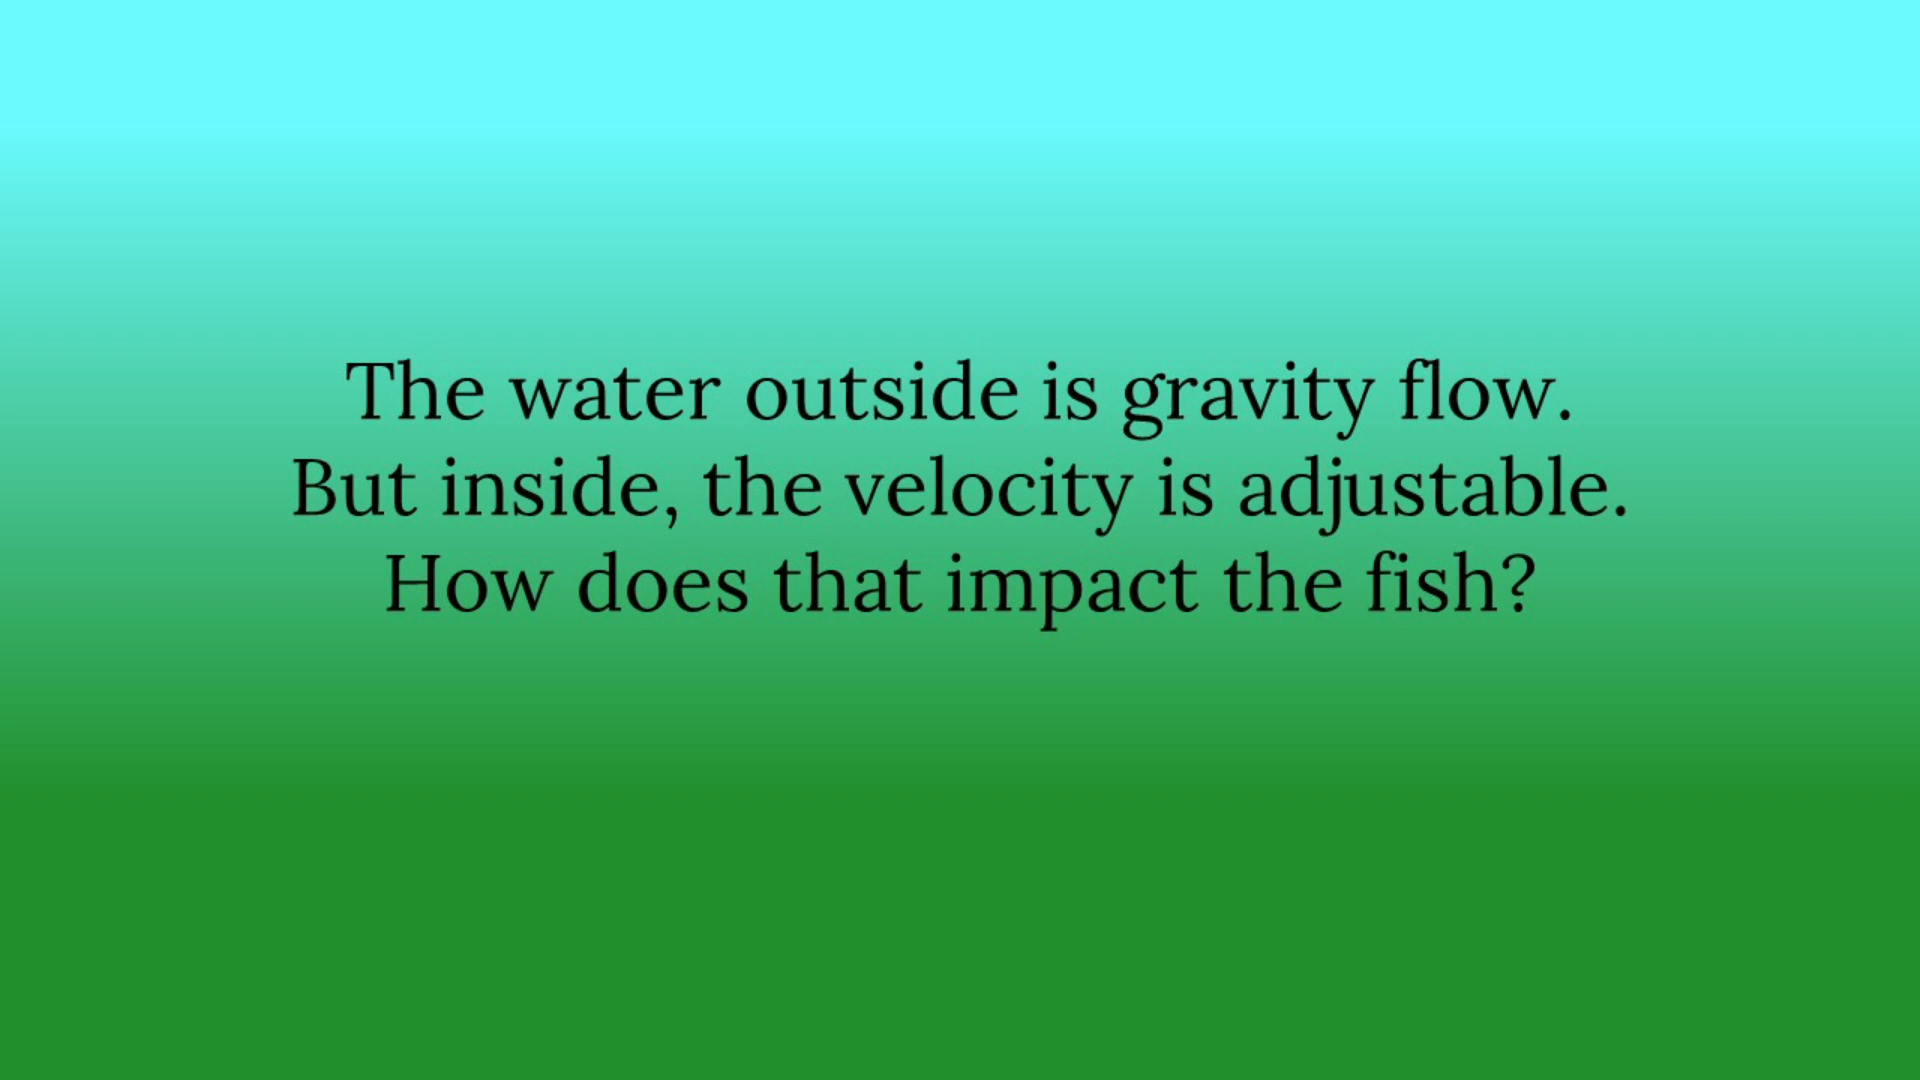 The water outside is gravity flow.
But inside, the velocity is adjustable.
How does that impact the fish?